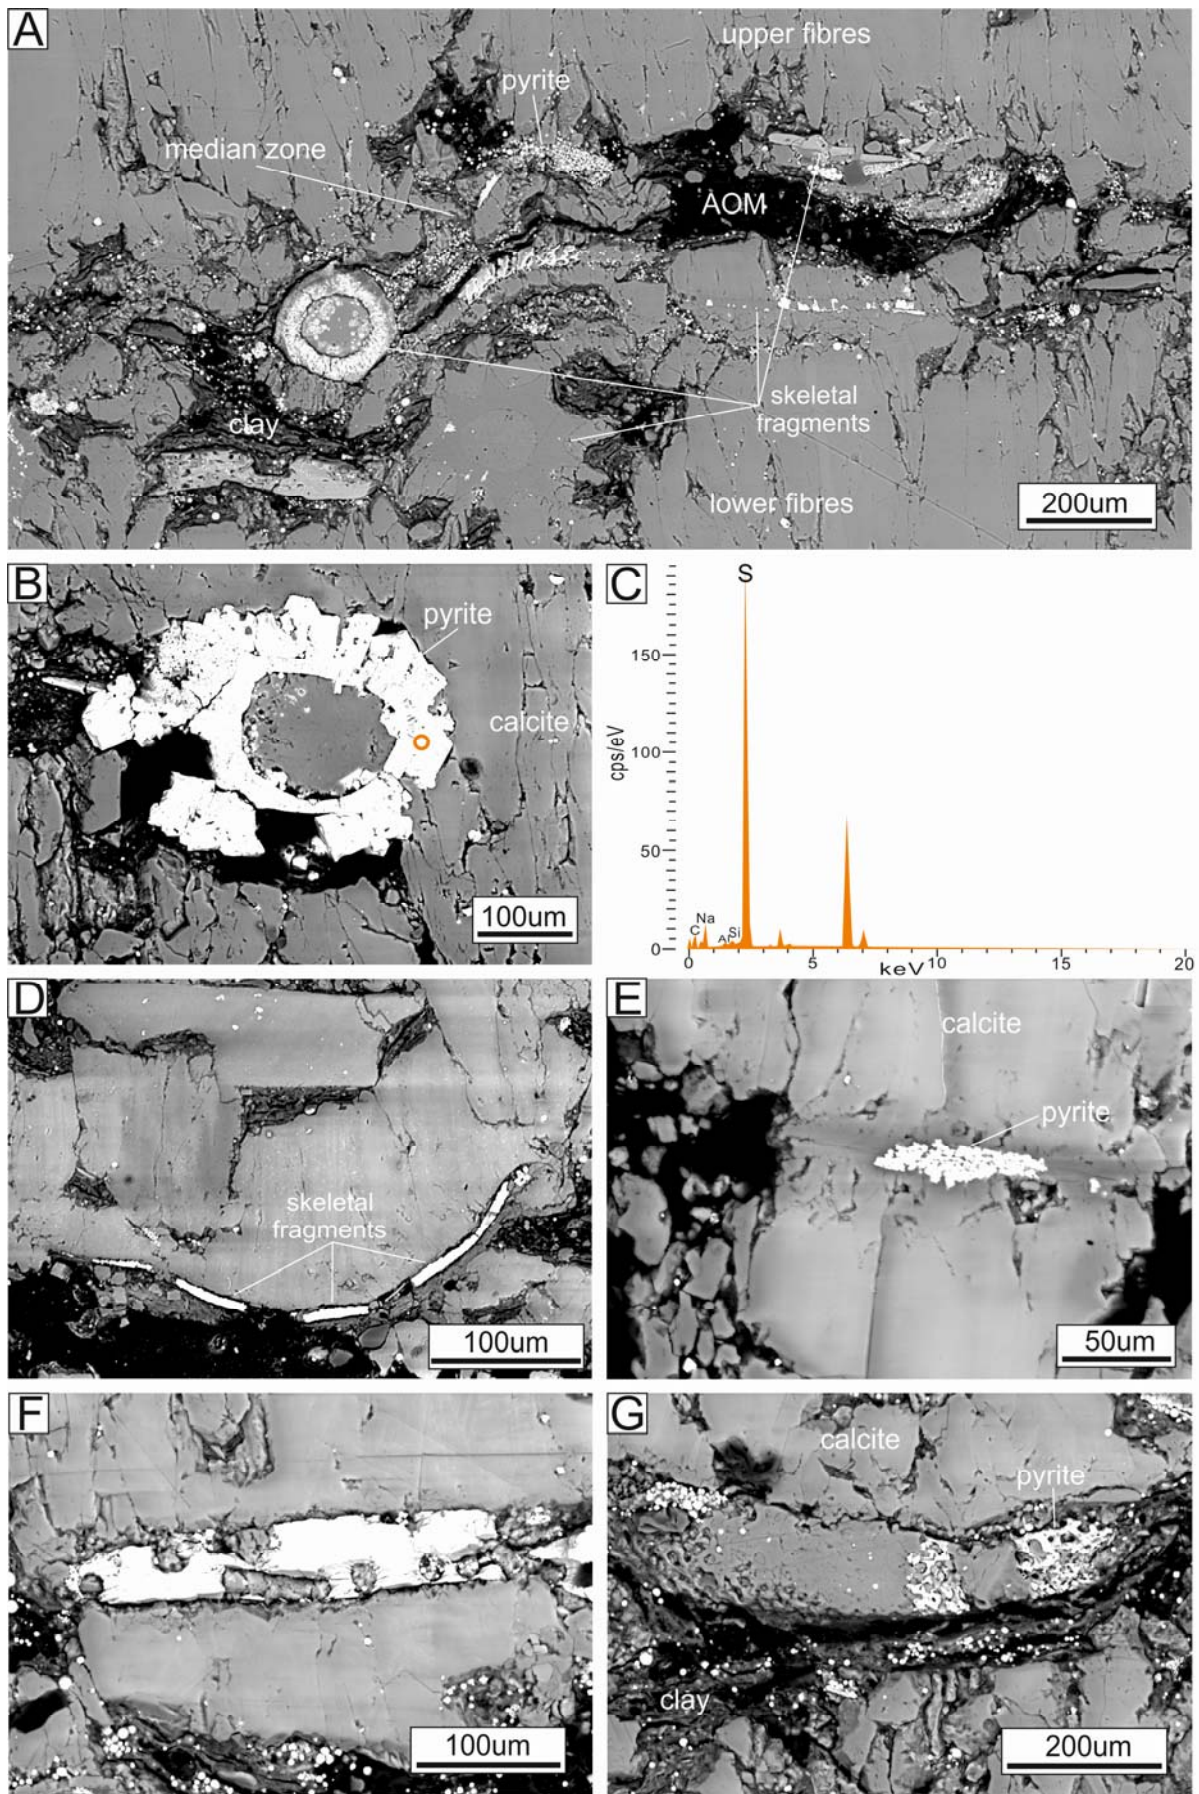 A
upper fibres
pyrite
median zone
AOM
clay
skeletal
fragments
lower fibres
200um
B
pyrite
calcite
100um
C
S
150
100
50
0
cps/eV
Na
C
Al
Si
0
5
10
15
20
keV
D
skeletal
fragments
100um
E
calcite
pyrite
50um
F
100um
G
calcite
pyrite
clay
200um